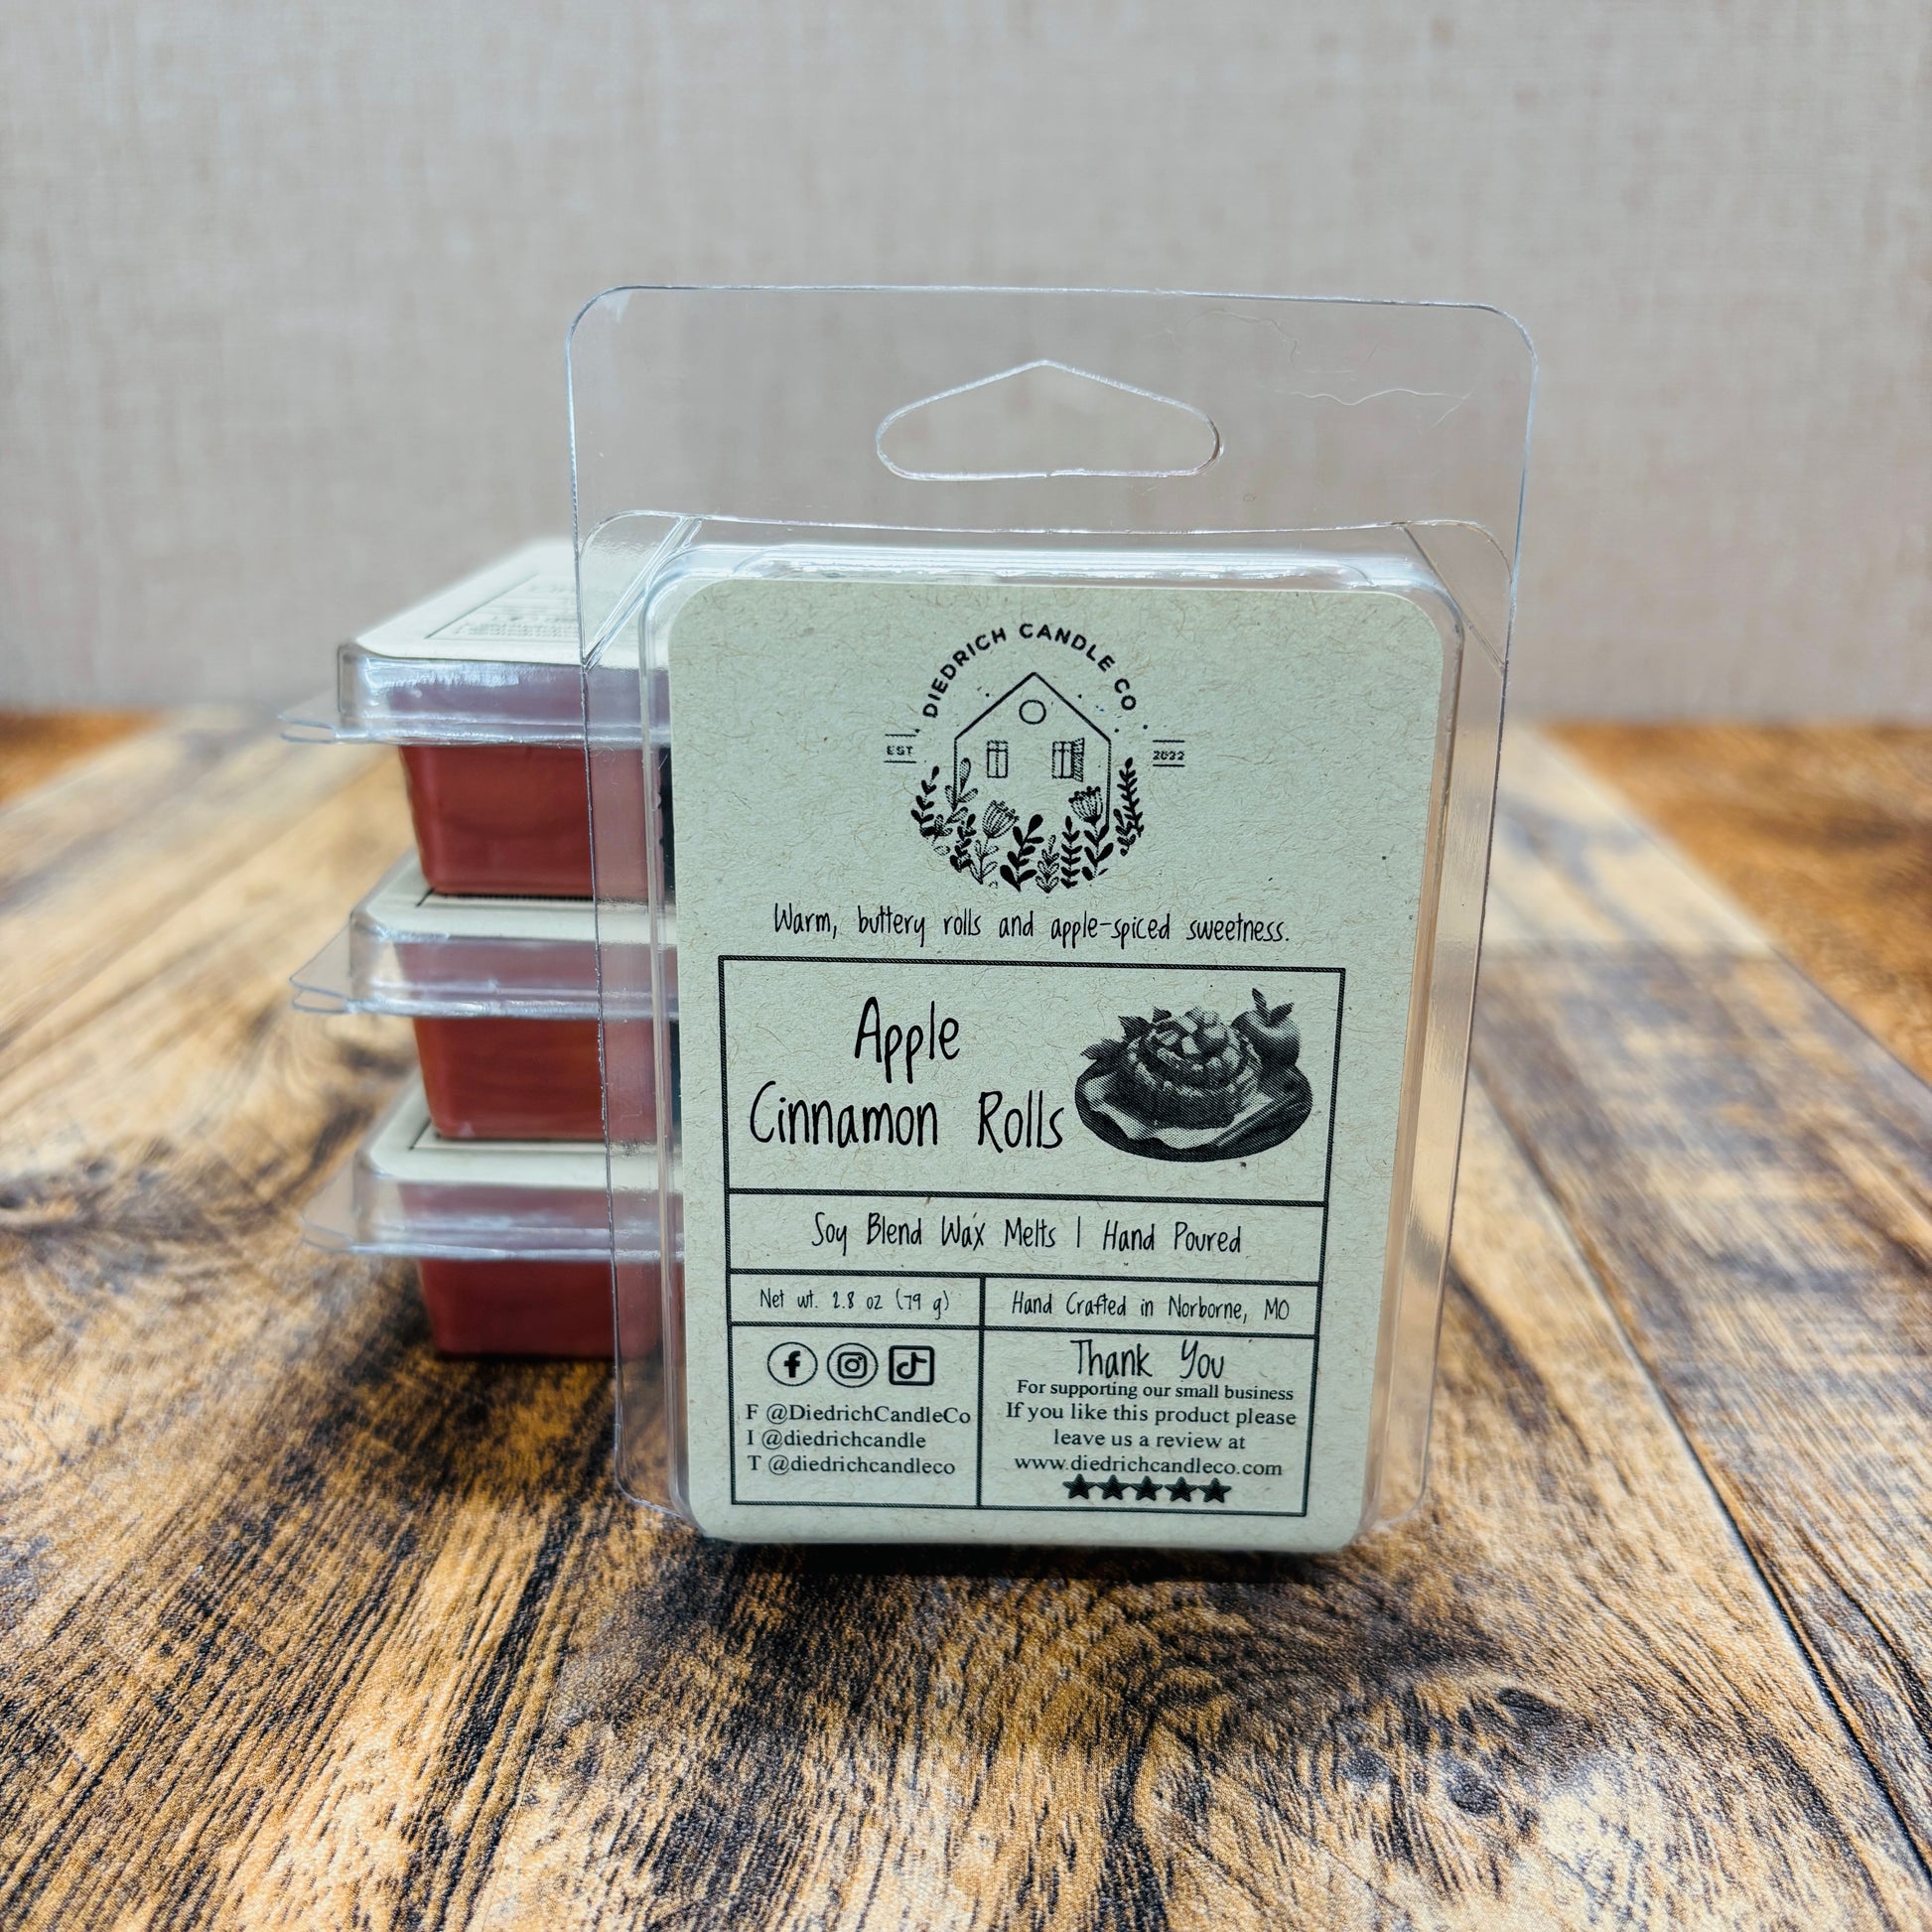 DIEDRICH CANDLE CO
EST. 2022
Warm, buttery rolls and apple-spiced sweetness.
Apple
Cinnamon Rolls
Soy Blend Wax Melts | Hand Poured
Net wt. 2.8 oz (79 g)
Hand Crafted in Norborne, MO
F @DiedrichCandleCo
I @diedrichcandle
T @diedrichcandleco
Thank You
For supporting our small business
If you like this product please
leave us a review at
www.diedrichcandleco.com